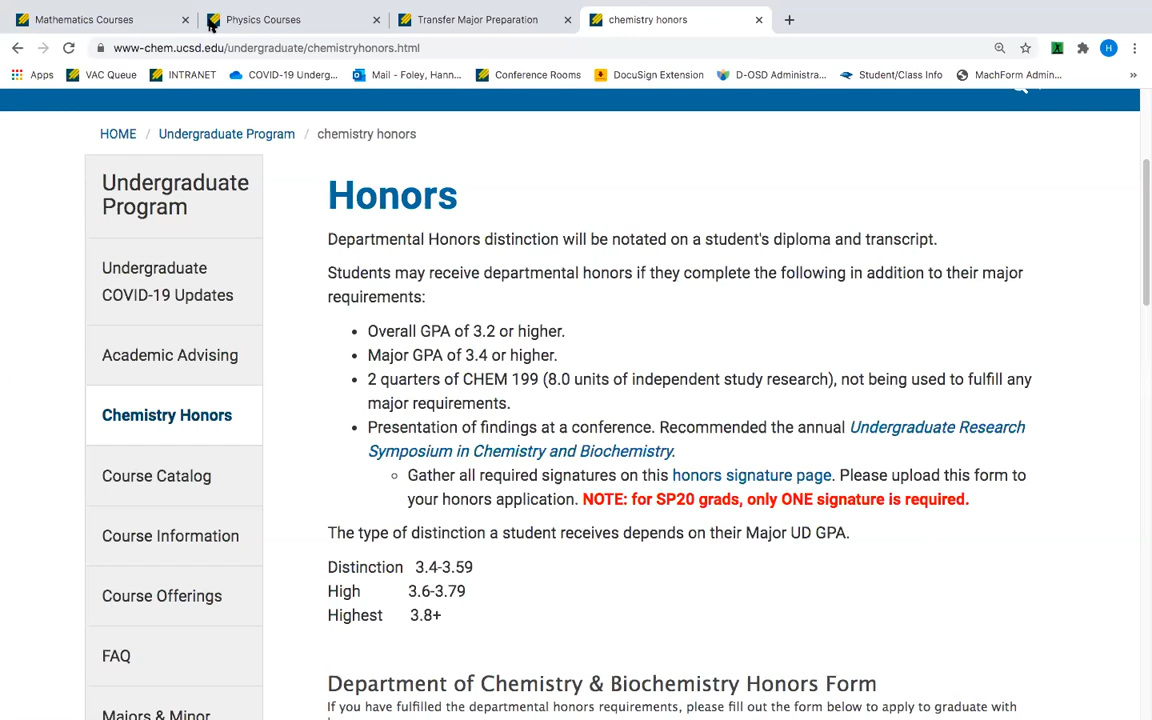 Mathematics Courses
Physics Courses
Transfer Major Preparation
chemistry honors
www-chem.ucsd.edu/undergraduate/chemistryhonors.html
H
Apps
VAC Queue
INTRANET
COVID-19 Underg...
Mail - Foley, Hann...
Conference Rooms
DocuSign Extension
D-OSD Administra...
Student/Class Info
MachForm Admin...
»
HOME / Undergraduate Program / chemistry honors
Undergraduate
Program
Undergraduate
COVID-19 Updates
Academic Advising
Chemistry Honors
Course Catalog
Course Information
Course Offerings
FAQ
Majors & Minor
Honors
Departmental Honors distinction will be notated on a student's diploma and transcript.
Students may receive departmental honors if they complete the following in addition to their major
requirements:
• Overall GPA of 3.2 or higher.
• Major GPA of 3.4 or higher.
• 2 quarters of CHEM 199 (8.0 units of independent study research), not being used to fulfill any
major requirements.
• Presentation of findings at a conference. Recommended the annual Undergraduate Research
Symposium in Chemistry and Biochemistry.
◦ Gather all required signatures on this honors signature page. Please upload this form to
your honors application. NOTE: for SP20 grads, only ONE signature is required.
The type of distinction a student receives depends on their Major UD GPA.
Distinction 3.4-3.59
High 3.6-3.79
Highest 3.8+
Department of Chemistry & Biochemistry Honors Form
If you have fulfilled the departmental honors requirements, please fill out the form below to apply to graduate with